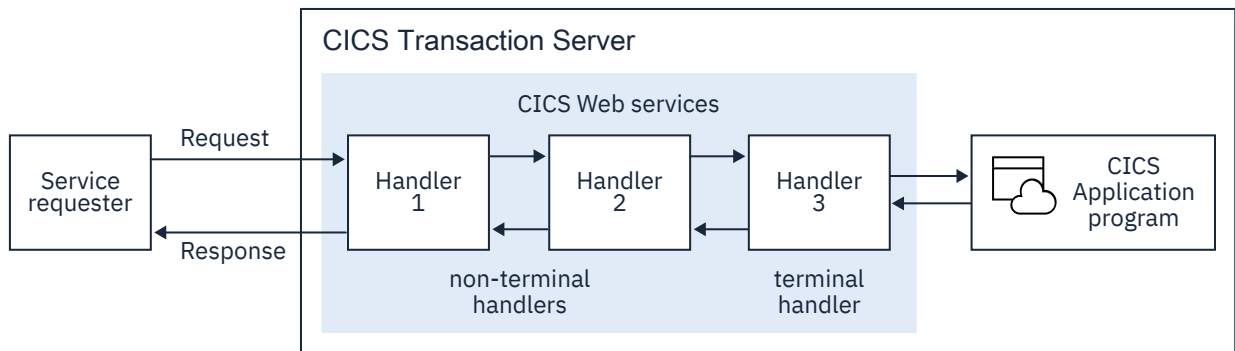 CICS Transaction Server
CICS Web services
Request
Service
requester
Handler
1
Handler
2
Handler
3
CICS
Application
program
Response
non-terminal
handlers
terminal
handler